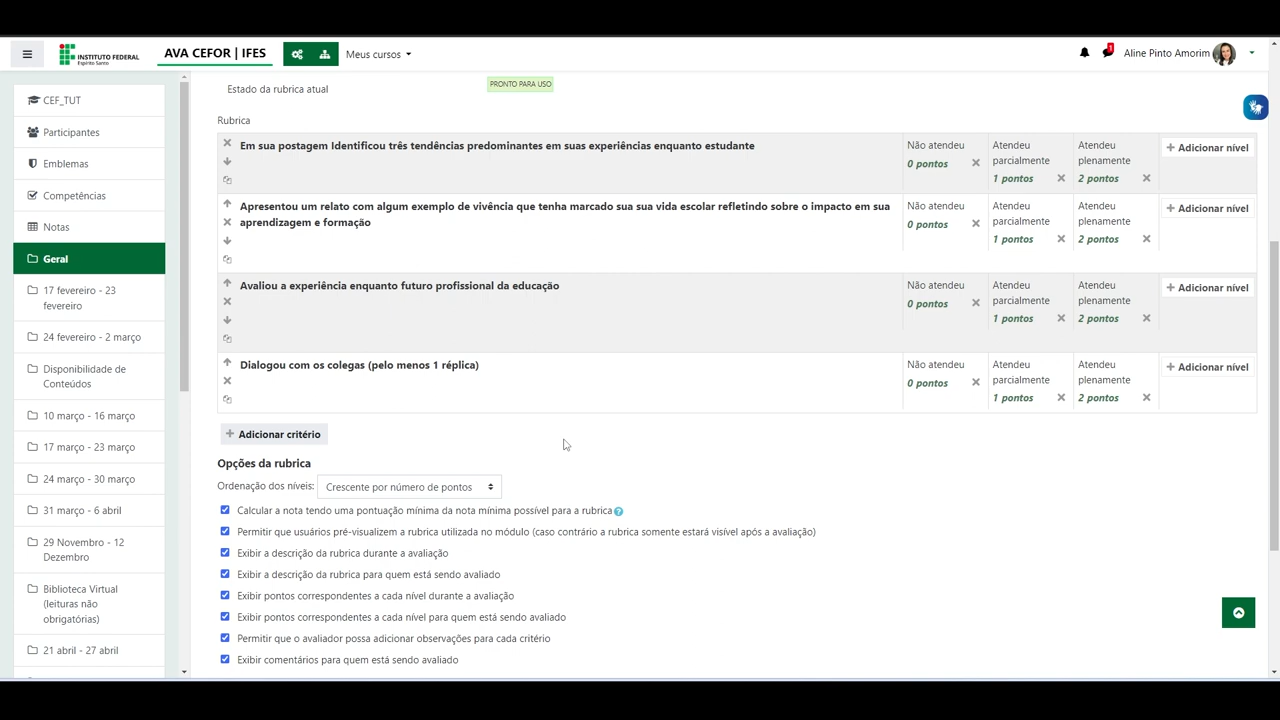 INSTITUTO FEDERAL
Espírito Santo
AVA CEFOR | IFES
Meus cursos
1
Aline Pinto Amorim
CEF_TUT
Participantes
Emblemas
Competências
Notas
Geral
17 fevereiro - 23
fevereiro
24 fevereiro - 2 março
Disponibilidade de
Conteúdos
10 março - 16 março
17 março - 23 março
24 março - 30 março
31 março - 6 abril
29 Novembro - 12
Dezembro
Biblioteca Virtual
(leituras não
obrigatórias)
21 abril - 27 abril
Estado da rubrica atual
PRONTO PARA USO
Rubrica
Em sua postagem Identificou três tendências predominantes em suas experiências enquanto estudante
Não atendeu
0 pontos
Atendeu
parcialmente
1 pontos
Atendeu
plenamente
2 pontos
+ Adicionar nível
Apresentou um relato com algum exemplo de vivência que tenha marcado sua sua vida escolar refletindo sobre o impacto em sua
aprendizagem e formação
Não atendeu
0 pontos
Atendeu
parcialmente
1 pontos
Atendeu
plenamente
2 pontos
+ Adicionar nível
Avaliou a experiência enquanto futuro profissional da educação
Não atendeu
0 pontos
Atendeu
parcialmente
1 pontos
Atendeu
plenamente
2 pontos
+ Adicionar nível
Dialogou com os colegas (pelo menos 1 réplica)
Não atendeu
0 pontos
Atendeu
parcialmente
1 pontos
Atendeu
plenamente
2 pontos
+ Adicionar nível
+ Adicionar critério
Opções da rubrica
Ordenação dos níveis: Crescente por número de pontos
Calcular a nota tendo uma pontuação mínima da nota mínima possível para a rubrica ?
Permitir que usuários pré-visualizem a rubrica utilizada no módulo (caso contrário a rubrica somente estará visível após a avaliação)
Exibir a descrição da rubrica durante a avaliação
Exibir a descrição da rubrica para quem está sendo avaliado
Exibir pontos correspondentes a cada nível durante a avaliação
Exibir pontos correspondentes a cada nível para quem está sendo avaliado
Permitir que o avaliador possa adicionar observações para cada critério
Exibir comentários para quem está sendo avaliado